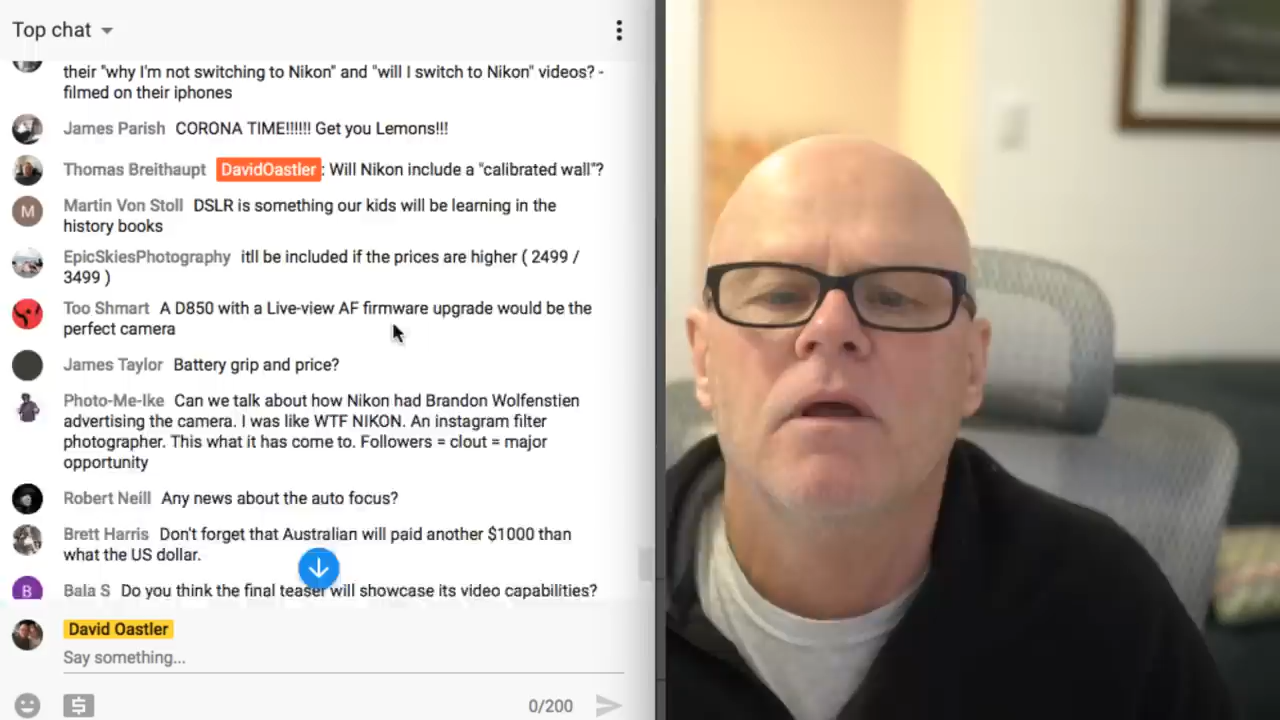 Top chat
their "why I'm not switching to Nikon" and "will I switch to Nikon" videos? -
filmed on their iphones
James Parish CORONA TIME!!!!!! Get you Lemons!!!
Thomas Breithaupt DavidOastler : Will Nikon include a "calibrated wall"?
Martin Von Stoll DSLR is something our kids will be learning in the
history books
EpicSkiesPhotography itll be included if the prices are higher ( 2499 /
3499 )
Too Shmart A D850 with a Live-view AF firmware upgrade would be the
perfect camera
James Taylor Battery grip and price?
Photo-Me-Ike Can we talk about how Nikon had Brandon Wolfenstien
advertising the camera. I was like WTF NIKON. An instagram filter
photographer. This what it has come to. Followers = clout = major
opportunity
Robert Neill Any news about the auto focus?
Brett Harris Don't forget that Australian will paid another $1000 than
what the US dollar.
B Bala S Do you think the final teaser will showcase its video capabilities?
David Oastler
Say something...
0/200